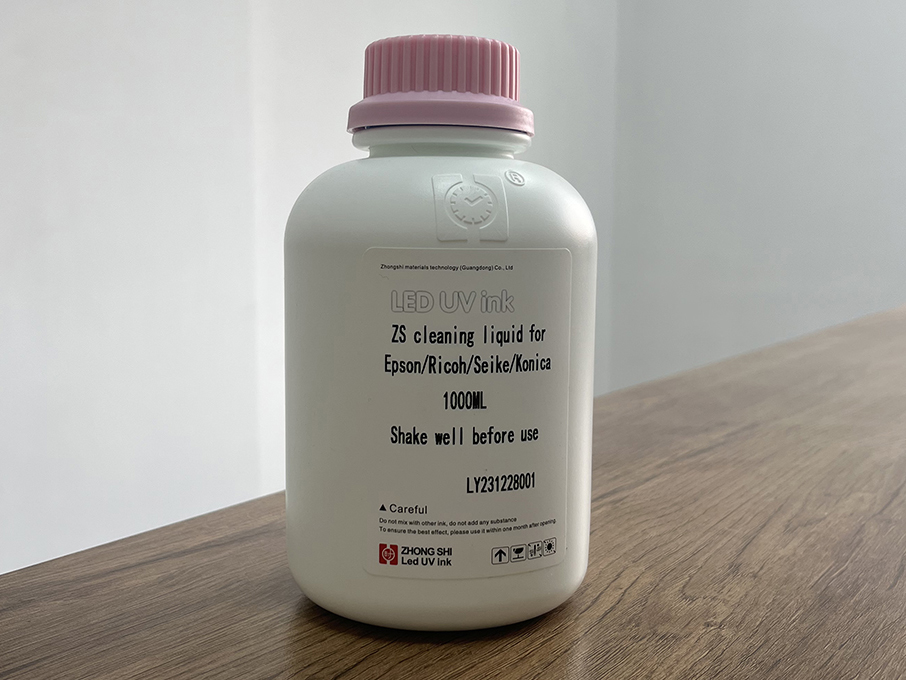 ®
Zhongshi materials technology (Guangdong) Co., Ltd
LED UV ink
ZS cleaning liquid for
Epson/Ricoh/Seike/Konica
1000ML
Shake well before use
LY231228001
▲ Careful
Do not mix with other ink, do not add any substance
To ensure the best effect, please use it within one month after opening
ZHONG SHI
Led UV ink